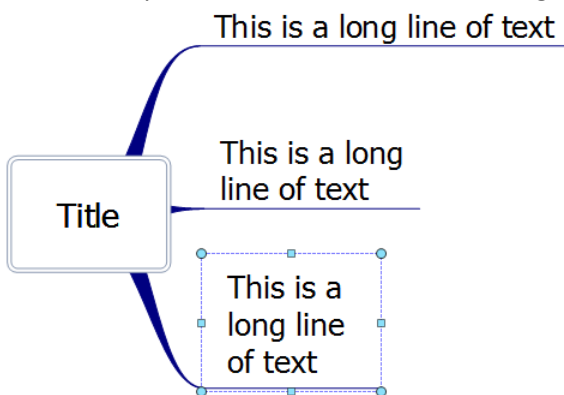 This is a long line of text
This is a long
line of text
Title
This is a
long line
of text